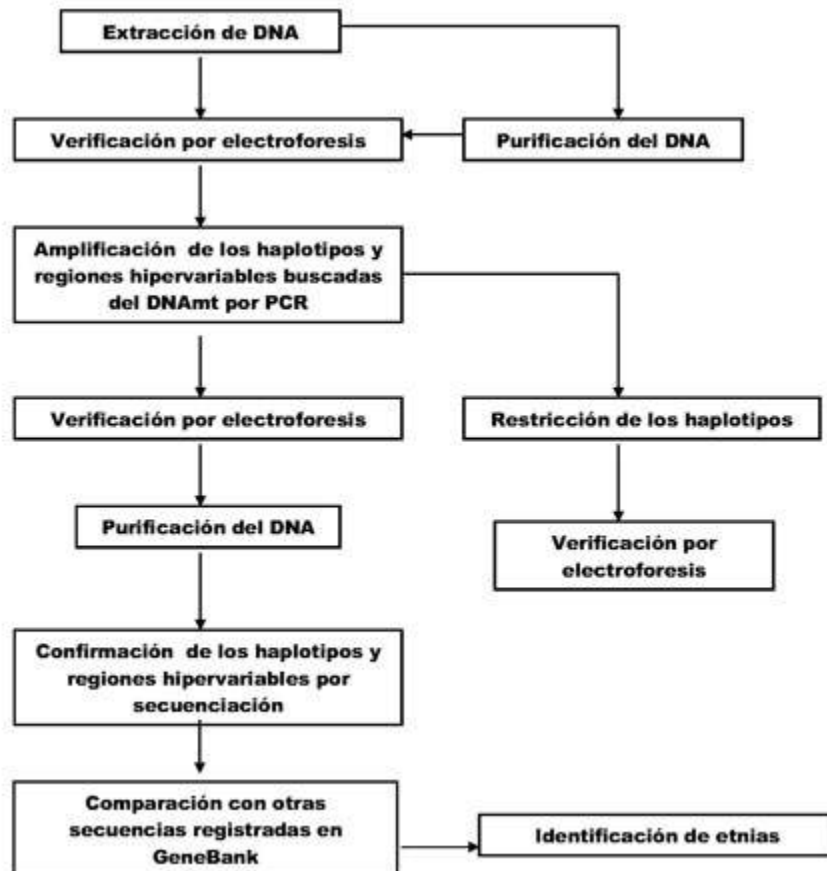 Extracción de DNA
Verificación por electroforesis
Purificación del DNA
Amplificación de los haplotipos y
regiones hipervariables buscadas
del DNAmt por PCR
Verificación por electroforesis
Restricción de los haplotipos
Purificación del DNA
Verificación por
electroforesis
Confirmación de los haplotipos y
regiones hipervariables por
secuenciación
Comparación con otras
secuencias registradas en
GeneBank
Identificación de etnias